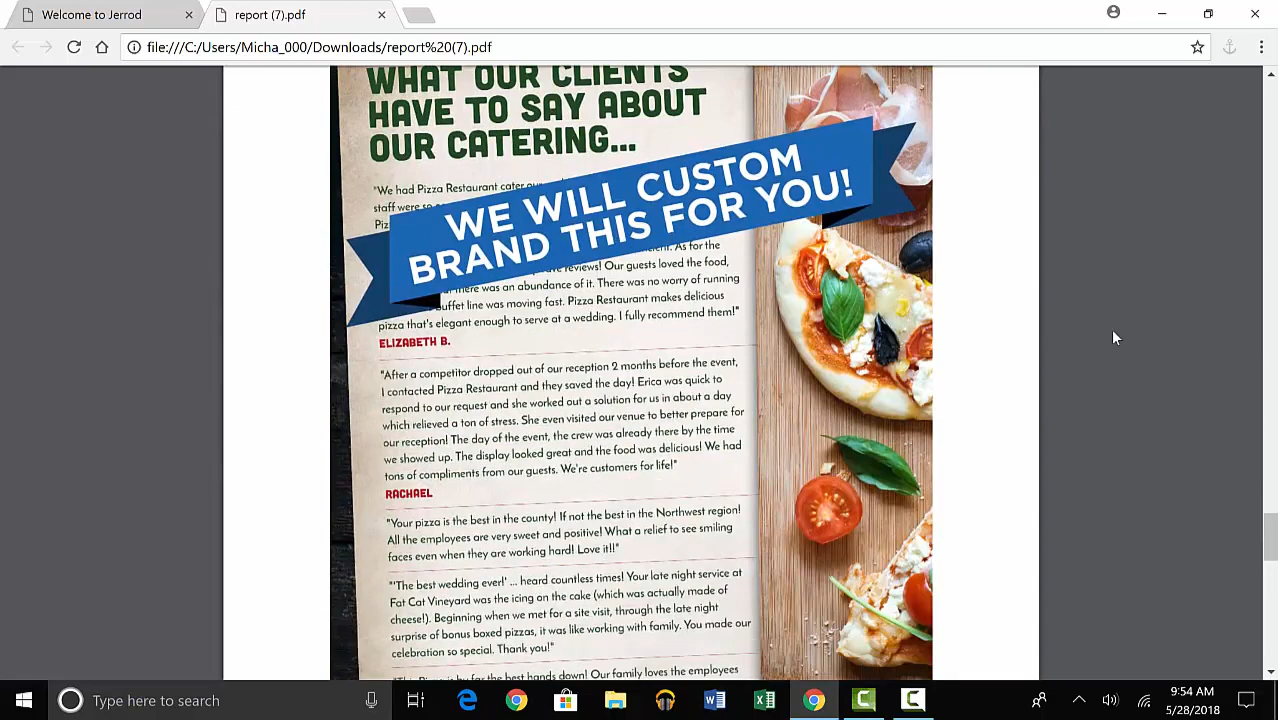 Welcome to Jerrod
report (7).pdf
file:///C:/Users/Micha_000/Downloads/report%20(7).pdf
WHAT OUR CLIENTS
HAVE TO SAY ABOUT
OUR CATERING...
"We had Pizza Restaurant cater our
staff were so
WE WILL CUSTOM
BRAND THIS FOR YOU!
As for the
reviews! Our guests loved the food,
there was an abundance of it. There was no worry of running
buffet line was moving fast. Pizza Restaurant makes delicious
pizza that's elegant enough to serve at a wedding. I fully recommend them!"
ELIZABETH B.
"After a competitor dropped out of our reception 2 months before the event,
I contacted Pizza Restaurant and they saved the day! Erica was quick to
respond to our request and she worked out a solution for us in about a day
which relieved a ton of stress. She even visited our venue to better prepare for
our reception! The day of the event, the crew was already there by the time
we showed up. The display looked great and the food was delicious! We had
tons of compliments from our guests. We're customers for life!"
RACHAEL
"Your pizza is the best in the county! If not the best in the Northwest region!
All the employees are very sweet and positive! What a relief to see smiling
faces even when they are working hard! Love it!!"
"'The best wedding ever!' ... heard countless times! Your late night service at
Fat Cat Vineyard was the icing on the cake (which was actually made of
cheese!). Beginning when we met for a site visit, through the late night
surprise of bonus boxed pizzas, it was like working with family. You made our
celebration so special. Thank you!"
by far the best hands down! Our family loves the employees
Type here to search
9:54 AM
5/28/2018